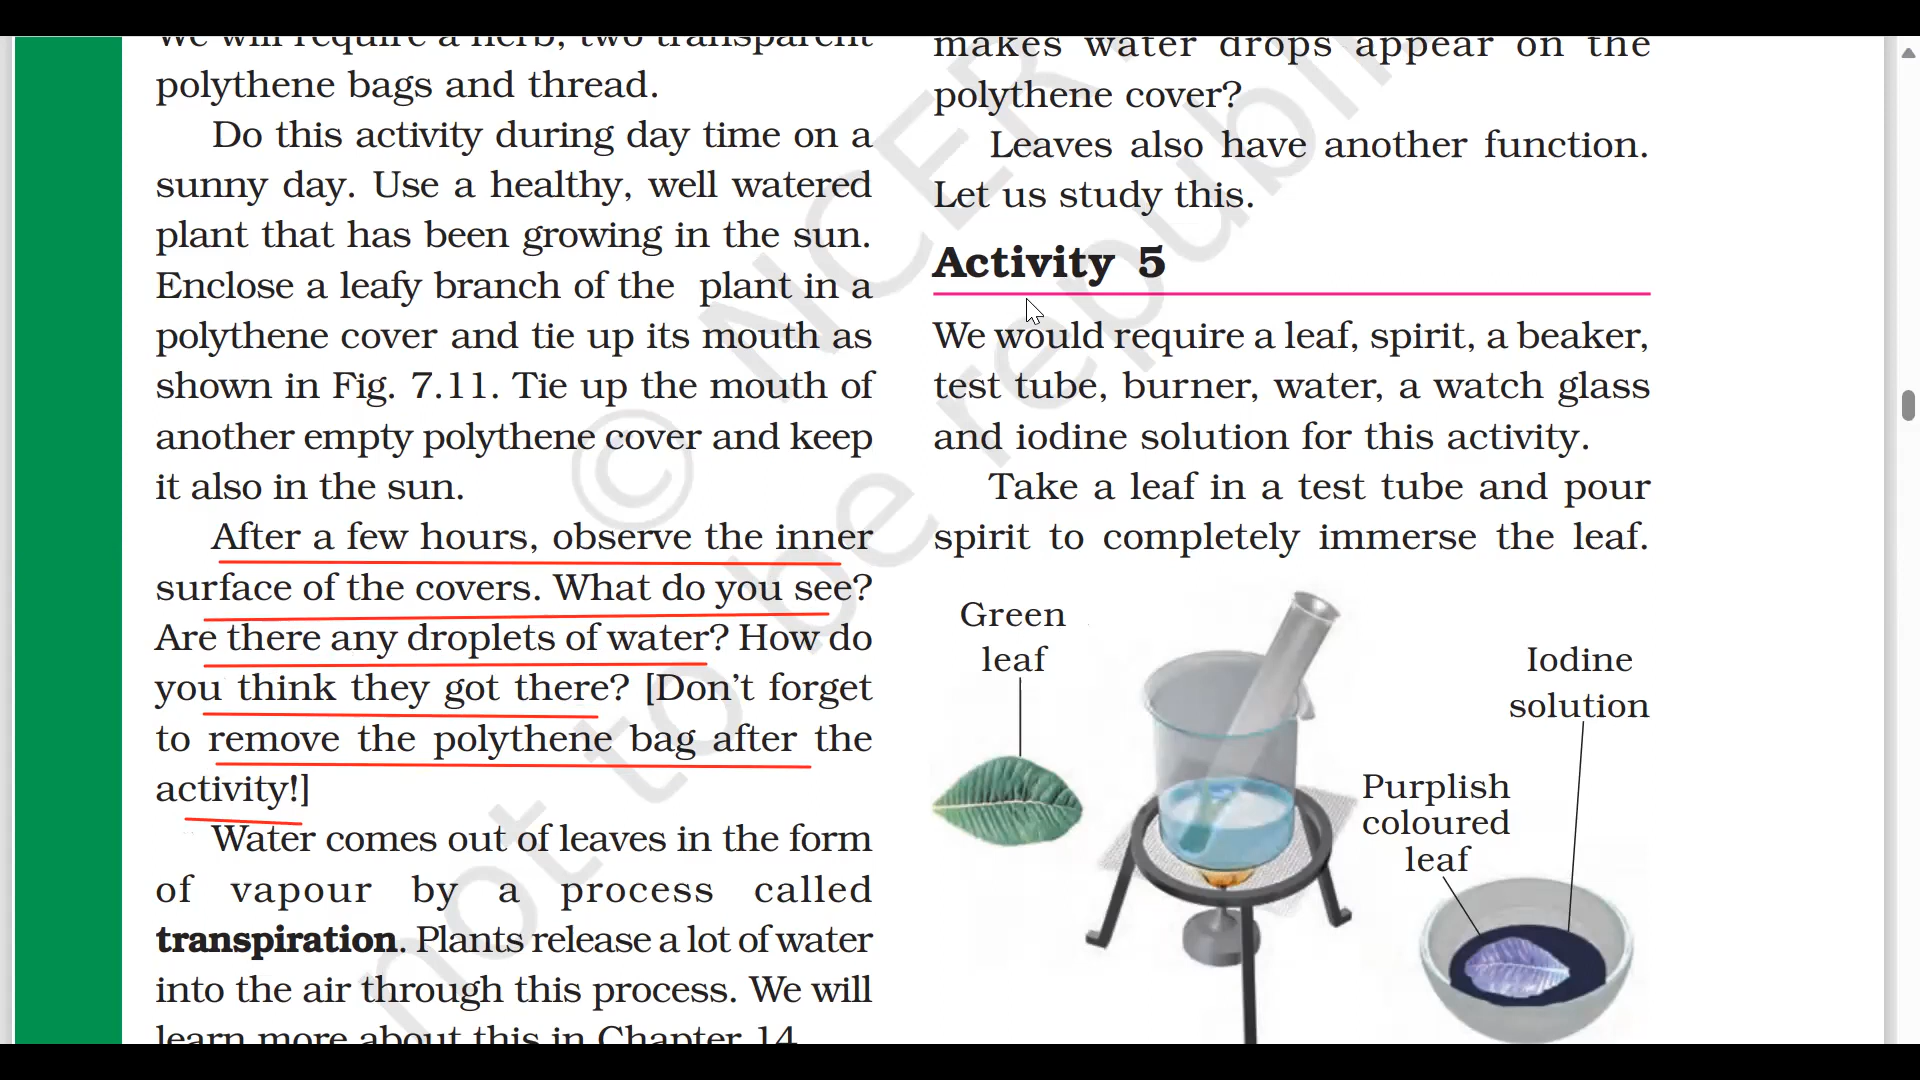 We will require a herb, two transparent
polythene bags and thread.
Do this activity during day time on a
sunny day. Use a healthy, well watered
plant that has been growing in the sun.
Enclose a leafy branch of the plant in a
polythene cover and tie up its mouth as
shown in Fig. 7.11. Tie up the mouth of
another empty polythene cover and keep
it also in the sun.
After a few hours, observe the inner
surface of the covers. What do you see?
Are there any droplets of water? How do
you think they got there? [Don't forget
to remove the polythene bag after the
activity!]
Water comes out of leaves in the form
of vapour by a process called
transpiration. Plants release a lot of water
into the air through this process. We will
learn more about this in Chapter 14.
makes water drops appear on the
polythene cover?
Leaves also have another function.
Let us study this.
Activity 5
We would require a leaf, spirit, a beaker,
test tube, burner, water, a watch glass
and iodine solution for this activity.
Take a leaf in a test tube and pour
spirit to completely immerse the leaf.
Green
leaf
Iodine
solution
Purplish
coloured
leaf
© NCER
not to be republi